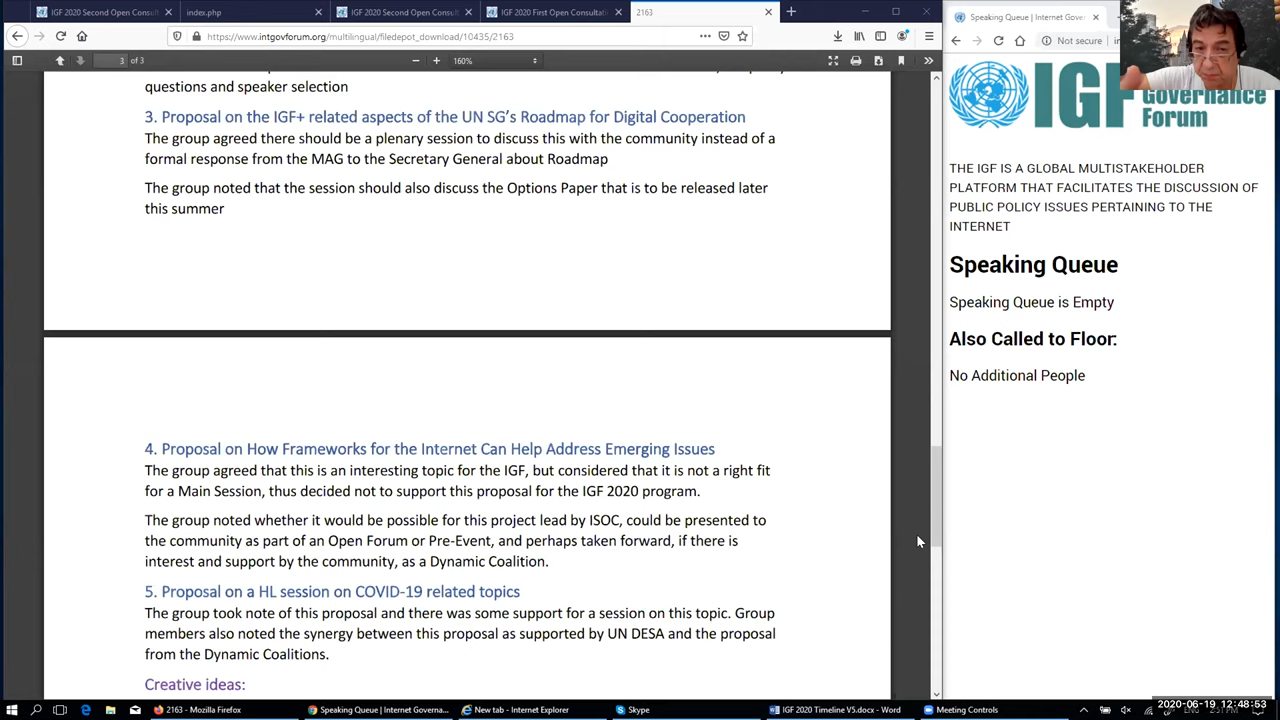 IGF 2020 Second Open Consult
index.php
IGF 2020 Second Open Consult
IGF 2020 First Open Consultat
2163
Speaking Queue | Internet Gover
https://www.intgovforum.org/multilingual/filedepot_download/10435/2163
Not secure
3 of 3
160%
questions and speaker selection
3. Proposal on the IGF+ related aspects of the UN SG's Roadmap for Digital Cooperation
The group agreed there should be a plenary session to discuss this with the community instead of a
formal response from the MAG to the Secretary General about Roadmap
The group noted that the session should also discuss the Options Paper that is to be released later
this summer
4. Proposal on How Frameworks for the Internet Can Help Address Emerging Issues
The group agreed that this is an interesting topic for the IGF, but considered that it is not a right fit
for a Main Session, thus decided not to support this proposal for the IGF 2020 program.
The group noted whether it would be possible for this project lead by ISOC, could be presented to
the community as part of an Open Forum or Pre-Event, and perhaps taken forward, if there is
interest and support by the community, as a Dynamic Coalition.
5. Proposal on a HL session on COVID-19 related topics
The group took note of this proposal and there was some support for a session on this topic. Group
members also noted the synergy between this proposal as supported by UN DESA and the proposal
from the Dynamic Coalitions.
Creative ideas:
IGF
Governance
Forum
THE IGF IS A GLOBAL MULTISTAKEHOLDER
PLATFORM THAT FACILITATES THE DISCUSSION OF
PUBLIC POLICY ISSUES PERTAINING TO THE
INTERNET
Speaking Queue
Speaking Queue is Empty
Also Called to Floor:
No Additional People
2163 - Mozilla Firefox
Speaking Queue | Interneta Governa...
New tab - Internet Explorer
Skype
IGF 2020 Timeline V5.docx - Word
Meeting Controls
2020-06-19 12:48:53